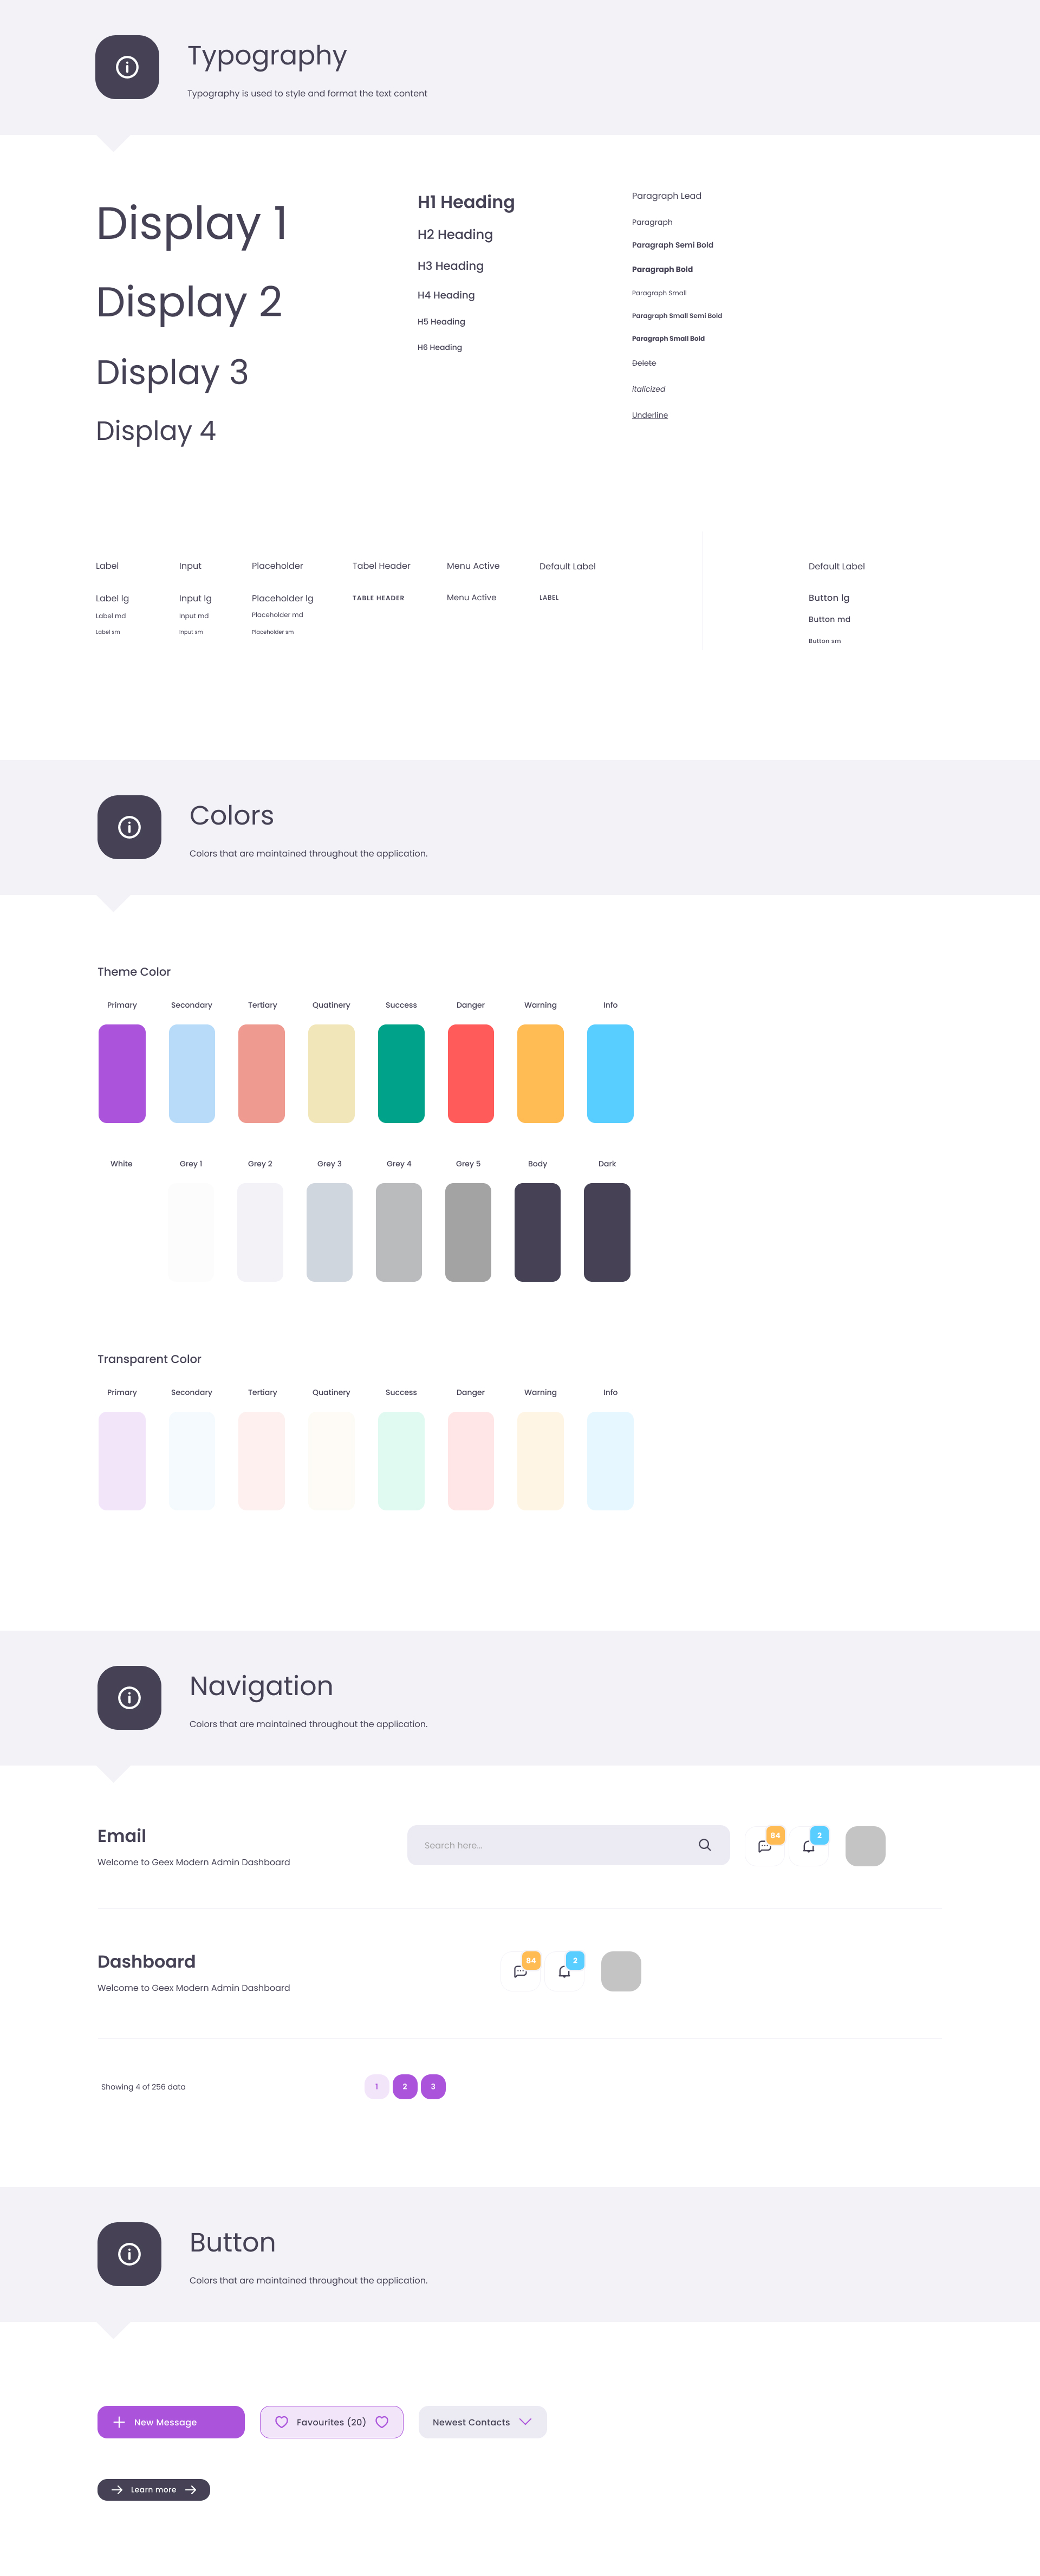 Typography
Typography is used to style and format the text content
Display 1
Display 2
Display 3
Display 4
H1 Heading
H2 Heading
H3 Heading
H4 Heading
H5 Heading
H6 Heading
Paragraph Lead
Paragraph
Paragraph Semi Bold
Paragraph Bold
Paragraph Small
Paragraph Small Semi Bold
Paragraph Small Bold
Delete
italicized
Underline
Label
Label lg
Label md
Label sm
Input
Input lg
Input md
Input sm
Placeholder
Placeholder lg
Placeholder md
Placeholder sm
Tabel Header
TABLE HEADER
Menu Active
Menu Active
Default Label
LABEL
Default Label
Button lg
Button md
Button sm
Colors
Colors that are maintained throughout the application.
Theme Color
Primary Secondary Tertiary Quatinery Success Danger Warning Info
White Grey 1 Grey 2 Grey 3 Grey 4 Grey 5 Body Dark
Transparent Color
Primary Secondary Tertiary Quatinery Success Danger Warning Info
Navigation
Colors that are maintained throughout the application.
Email
Welcome to Geex Modern Admin Dashboard
Search here...
84
2
Dashboard
Welcome to Geex Modern Admin Dashboard
84
2
Showing 4 of 256 data
1 2 3
Button
Colors that are maintained throughout the application.
New Message
Favourites (20)
Newest Contacts
Learn more